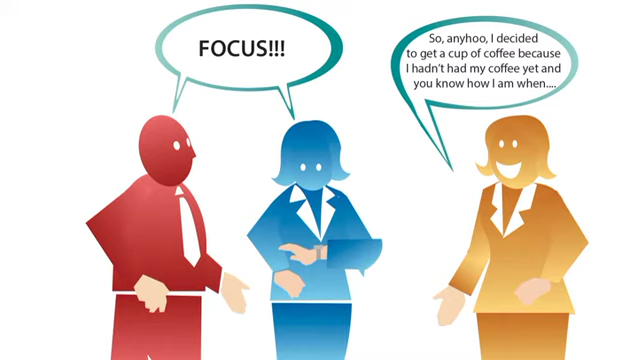 FOCUS!!!
So, anyhoo, I decided
to get a cup of coffee because
I hadn't had my coffee yet and
you know how I am when....